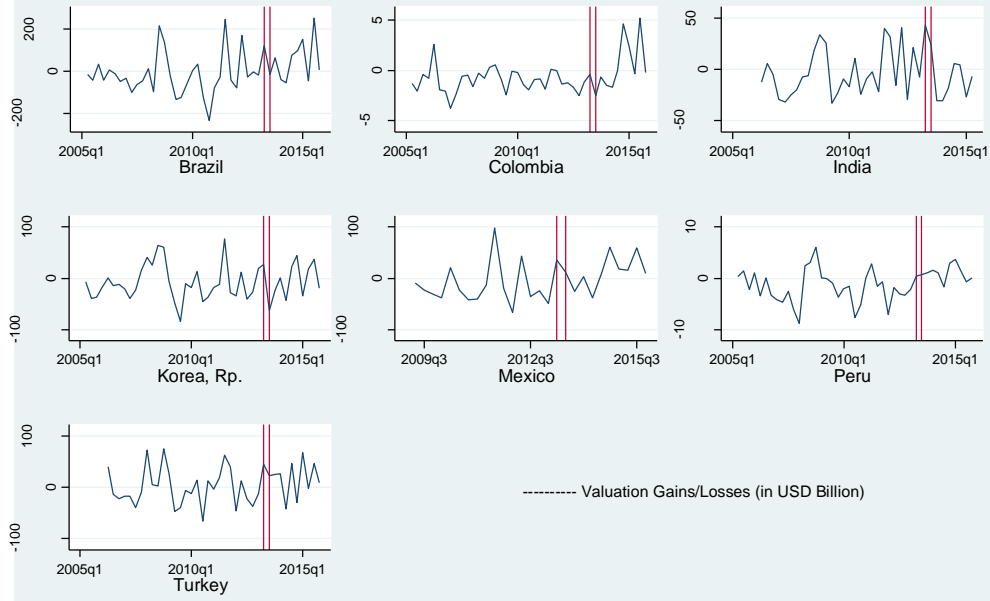 200
0
-200
2005q1 2010q1 2015q1
Brazil
5
0
-5
2005q1 2010q1 2015q1
Colombia
50
0
-50
2005q1 2010q1 2015q1
India
100
0
-100
2005q1 2010q1 2015q1
Korea, Rp.
100
0
-100
2009q3 2012q3 2015q3
Mexico
10
0
-10
2005q1 2010q1 2015q1
Peru
100
0
-100
2005q1 2010q1 2015q1
Turkey
Valuation Gains/Losses (in USD Billion)